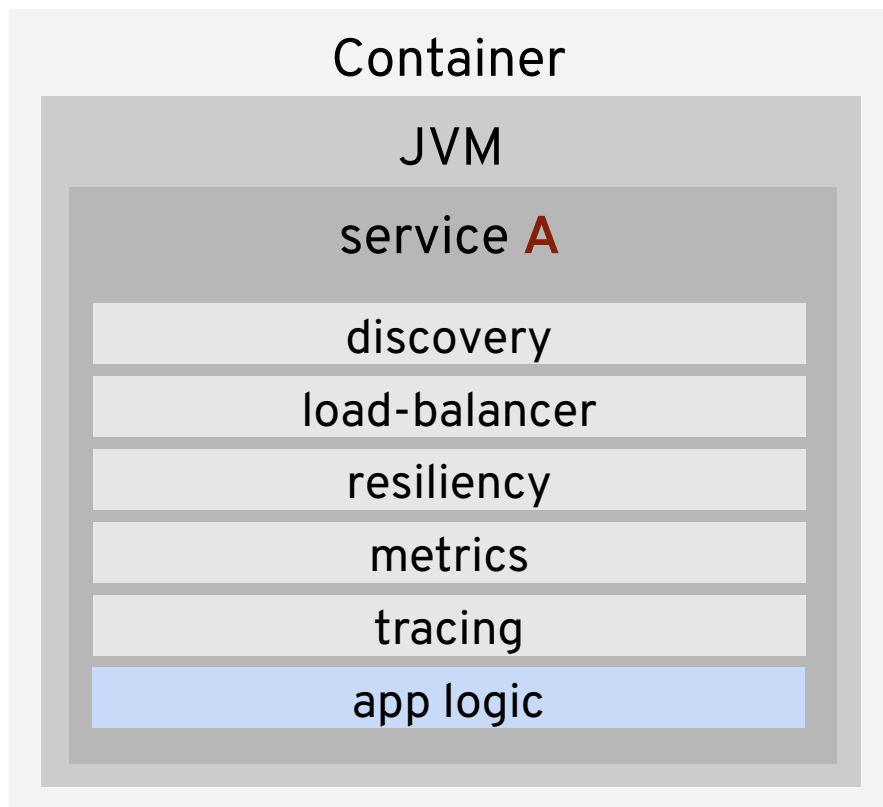 Container
JVM
service A
discovery
load-balancer
resiliency
metrics
tracing
app logic